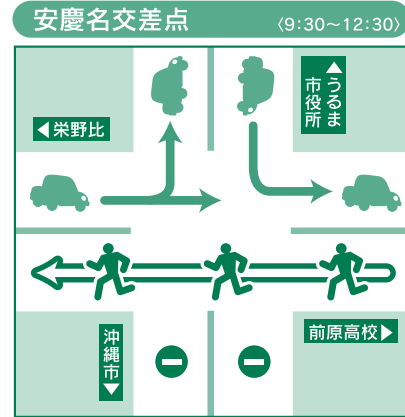 安慶名交差点
〈9:30～12:30〉
▲うるま
市役所
◀栄野比
前原高校▶
沖縄市▼